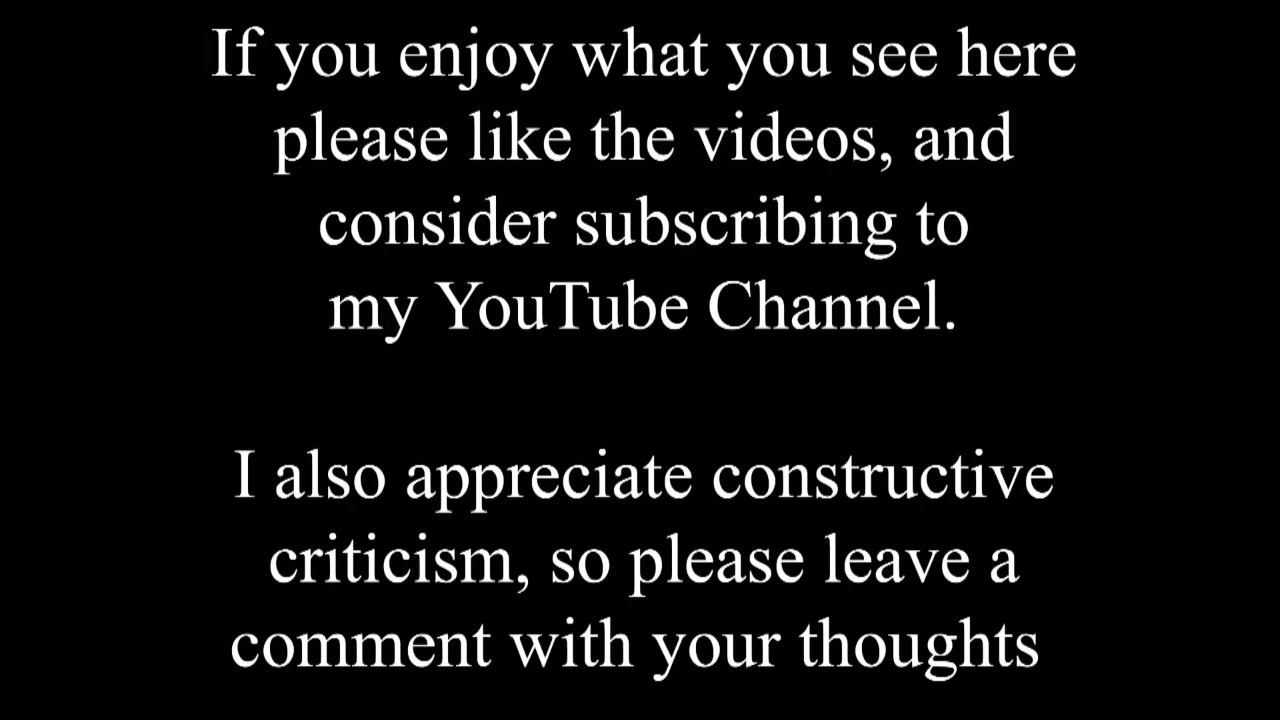 If you enjoy what you see here
please like the videos, and
consider subscribing to
my YouTube Channel.
I also appreciate constructive
criticism, so please leave a
comment with your thoughts